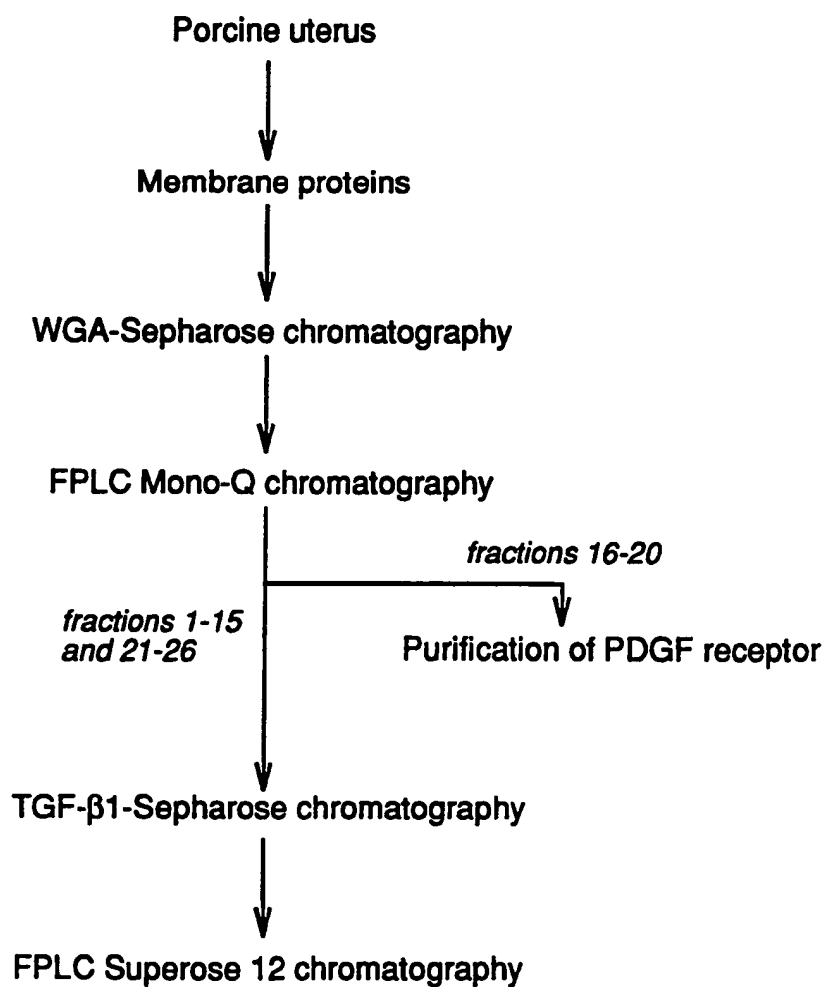 Porcine uterus
Membrane proteins
WGA-Sepharose chromatography
FPLC Mono-Q chromatography
fractions 16-20
fractions 1-15
and 21-26
Purification of PDGF receptor
TGF-β1-Sepharose chromatography
FPLC Superose 12 chromatography